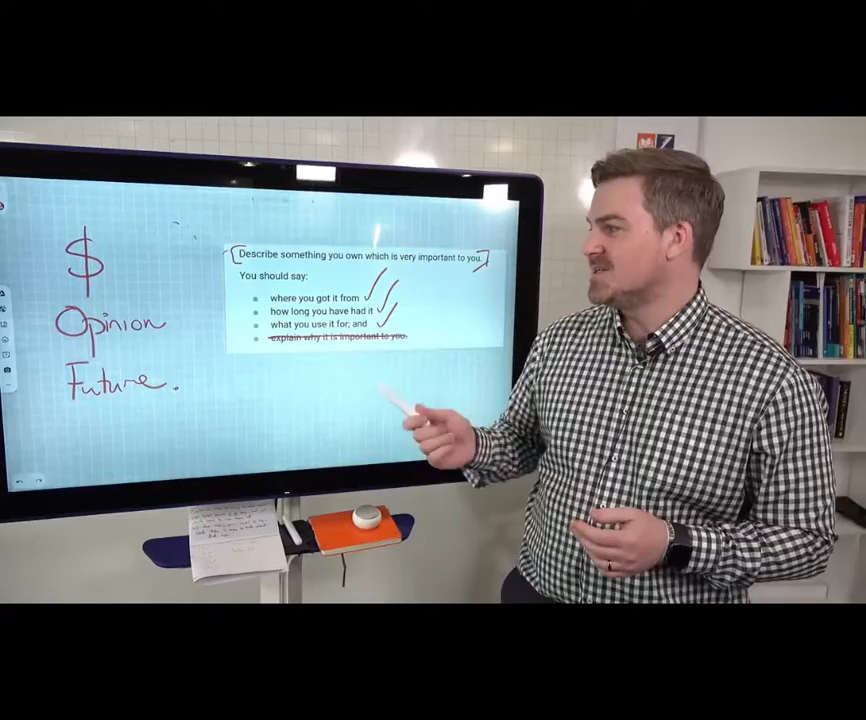 $
Opinion
Future.
Describe something you own which is very important to you.
You should say:
where you got it from
how long you have had it
what you use it for; and
explain why it is important to you.